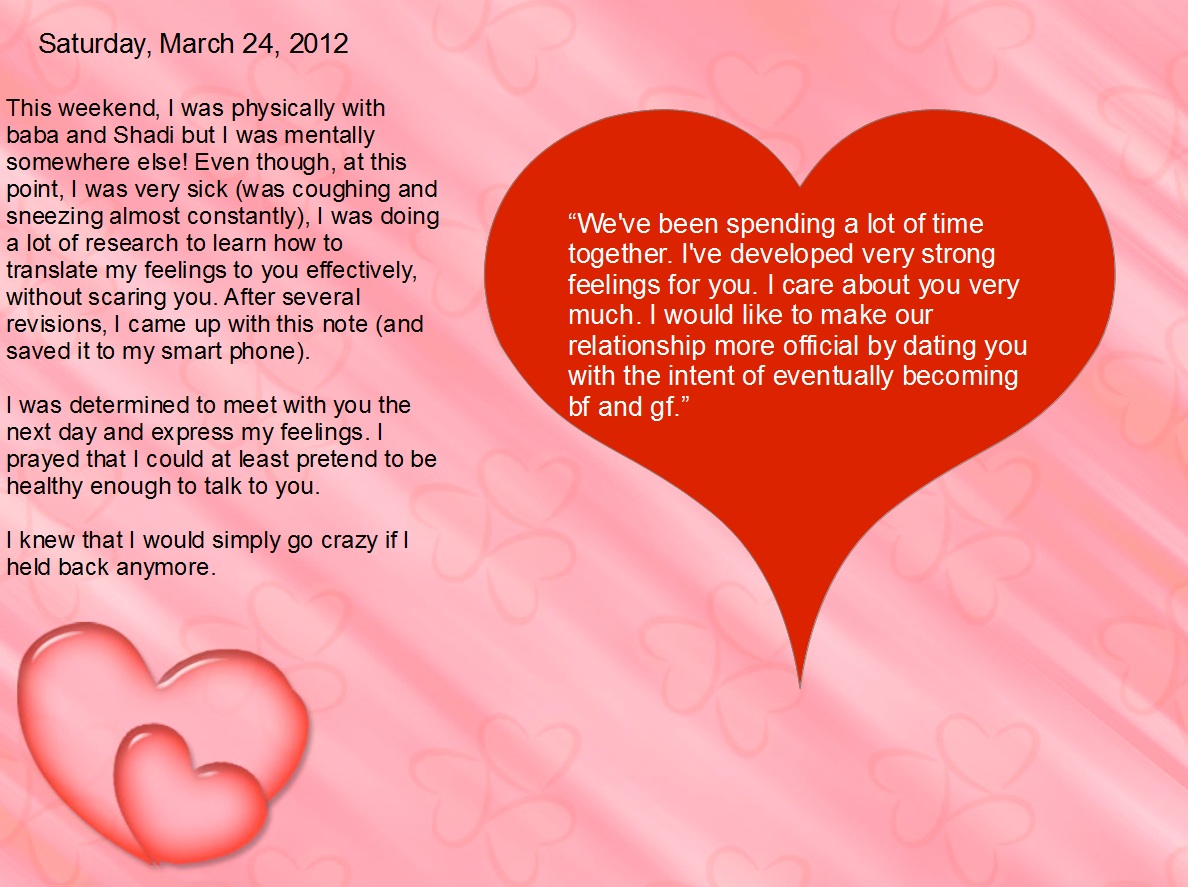 Saturday, March 24, 2012
This weekend, I was physically with
baba and Shadi but I was mentally
somewhere else! Even though, at this
point, I was very sick (was coughing and
sneezing almost constantly), I was doing
a lot of research to learn how to
translate my feelings to you effectively,
without scaring you. After several
revisions, I came up with this note (and
saved it to my smart phone).
I was determined to meet with you the
next day and express my feelings. I
prayed that I could at least pretend to be
healthy enough to talk to you.
I knew that I would simply go crazy if I
held back anymore.
“We've been spending a lot of time
together. I've developed very strong
feelings for you. I care about you very
much. I would like to make our
relationship more official by dating you
with the intent of eventually becoming
bf and gf.”